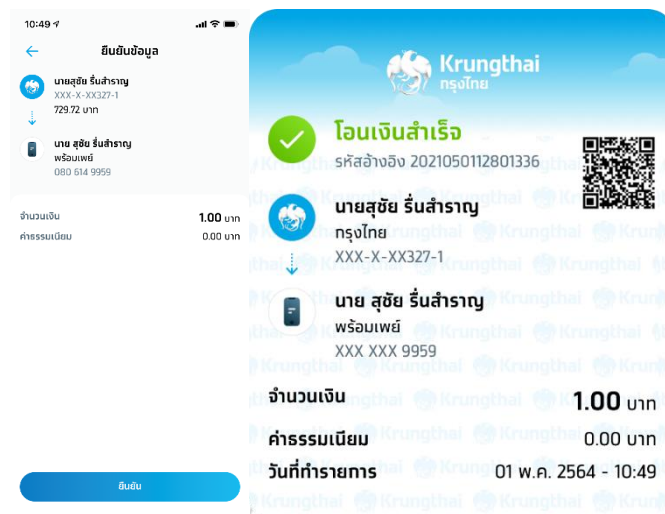 10:49
ยืนยันข้อมูล
นายสุชัย รื่นสำราญ
XXX-X-XX327-1
729.72 บาท
นาย สุชัย รื่นสำราญ
พร้อมเพย์
080 614 9959
จำนวนเงิน 1.00 บาท
ค่าธรรมเนียม 0.00 บาท
ยืนยัน
Krungthai
กรุงไทย
โอนเงินสำเร็จ
รหัสอ้างอิง 2021050112801336
นายสุชัย รื่นสำราญ
กรุงไทย
XXX-X-XX327-1
นาย สุชัย รื่นสำราญ
พร้อมเพย์
XXX XXX 9959
จำนวนเงิน 1.00 บาท
ค่าธรรมเนียม 0.00 บาท
วันที่ทำรายการ 01 พ.ค. 2564 - 10:49